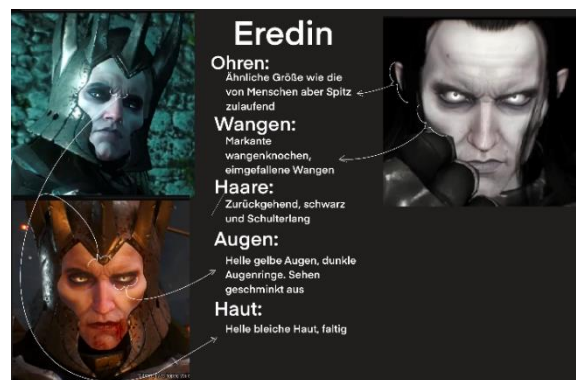 Eredin
Ohren:
Ähnliche Größe wie die
von Menschen aber Spitz
zulaufend
Wangen:
Markante
wangenknochen,
eimgefallene Wangen
Haare:
Zurückgehend, schwarz
und Schulterlang
Augen:
Helle gelbe Augen, dunkle
Augenringe. Sehen
geschminkt aus
Haut:
Helle bleiche Haut, faltig